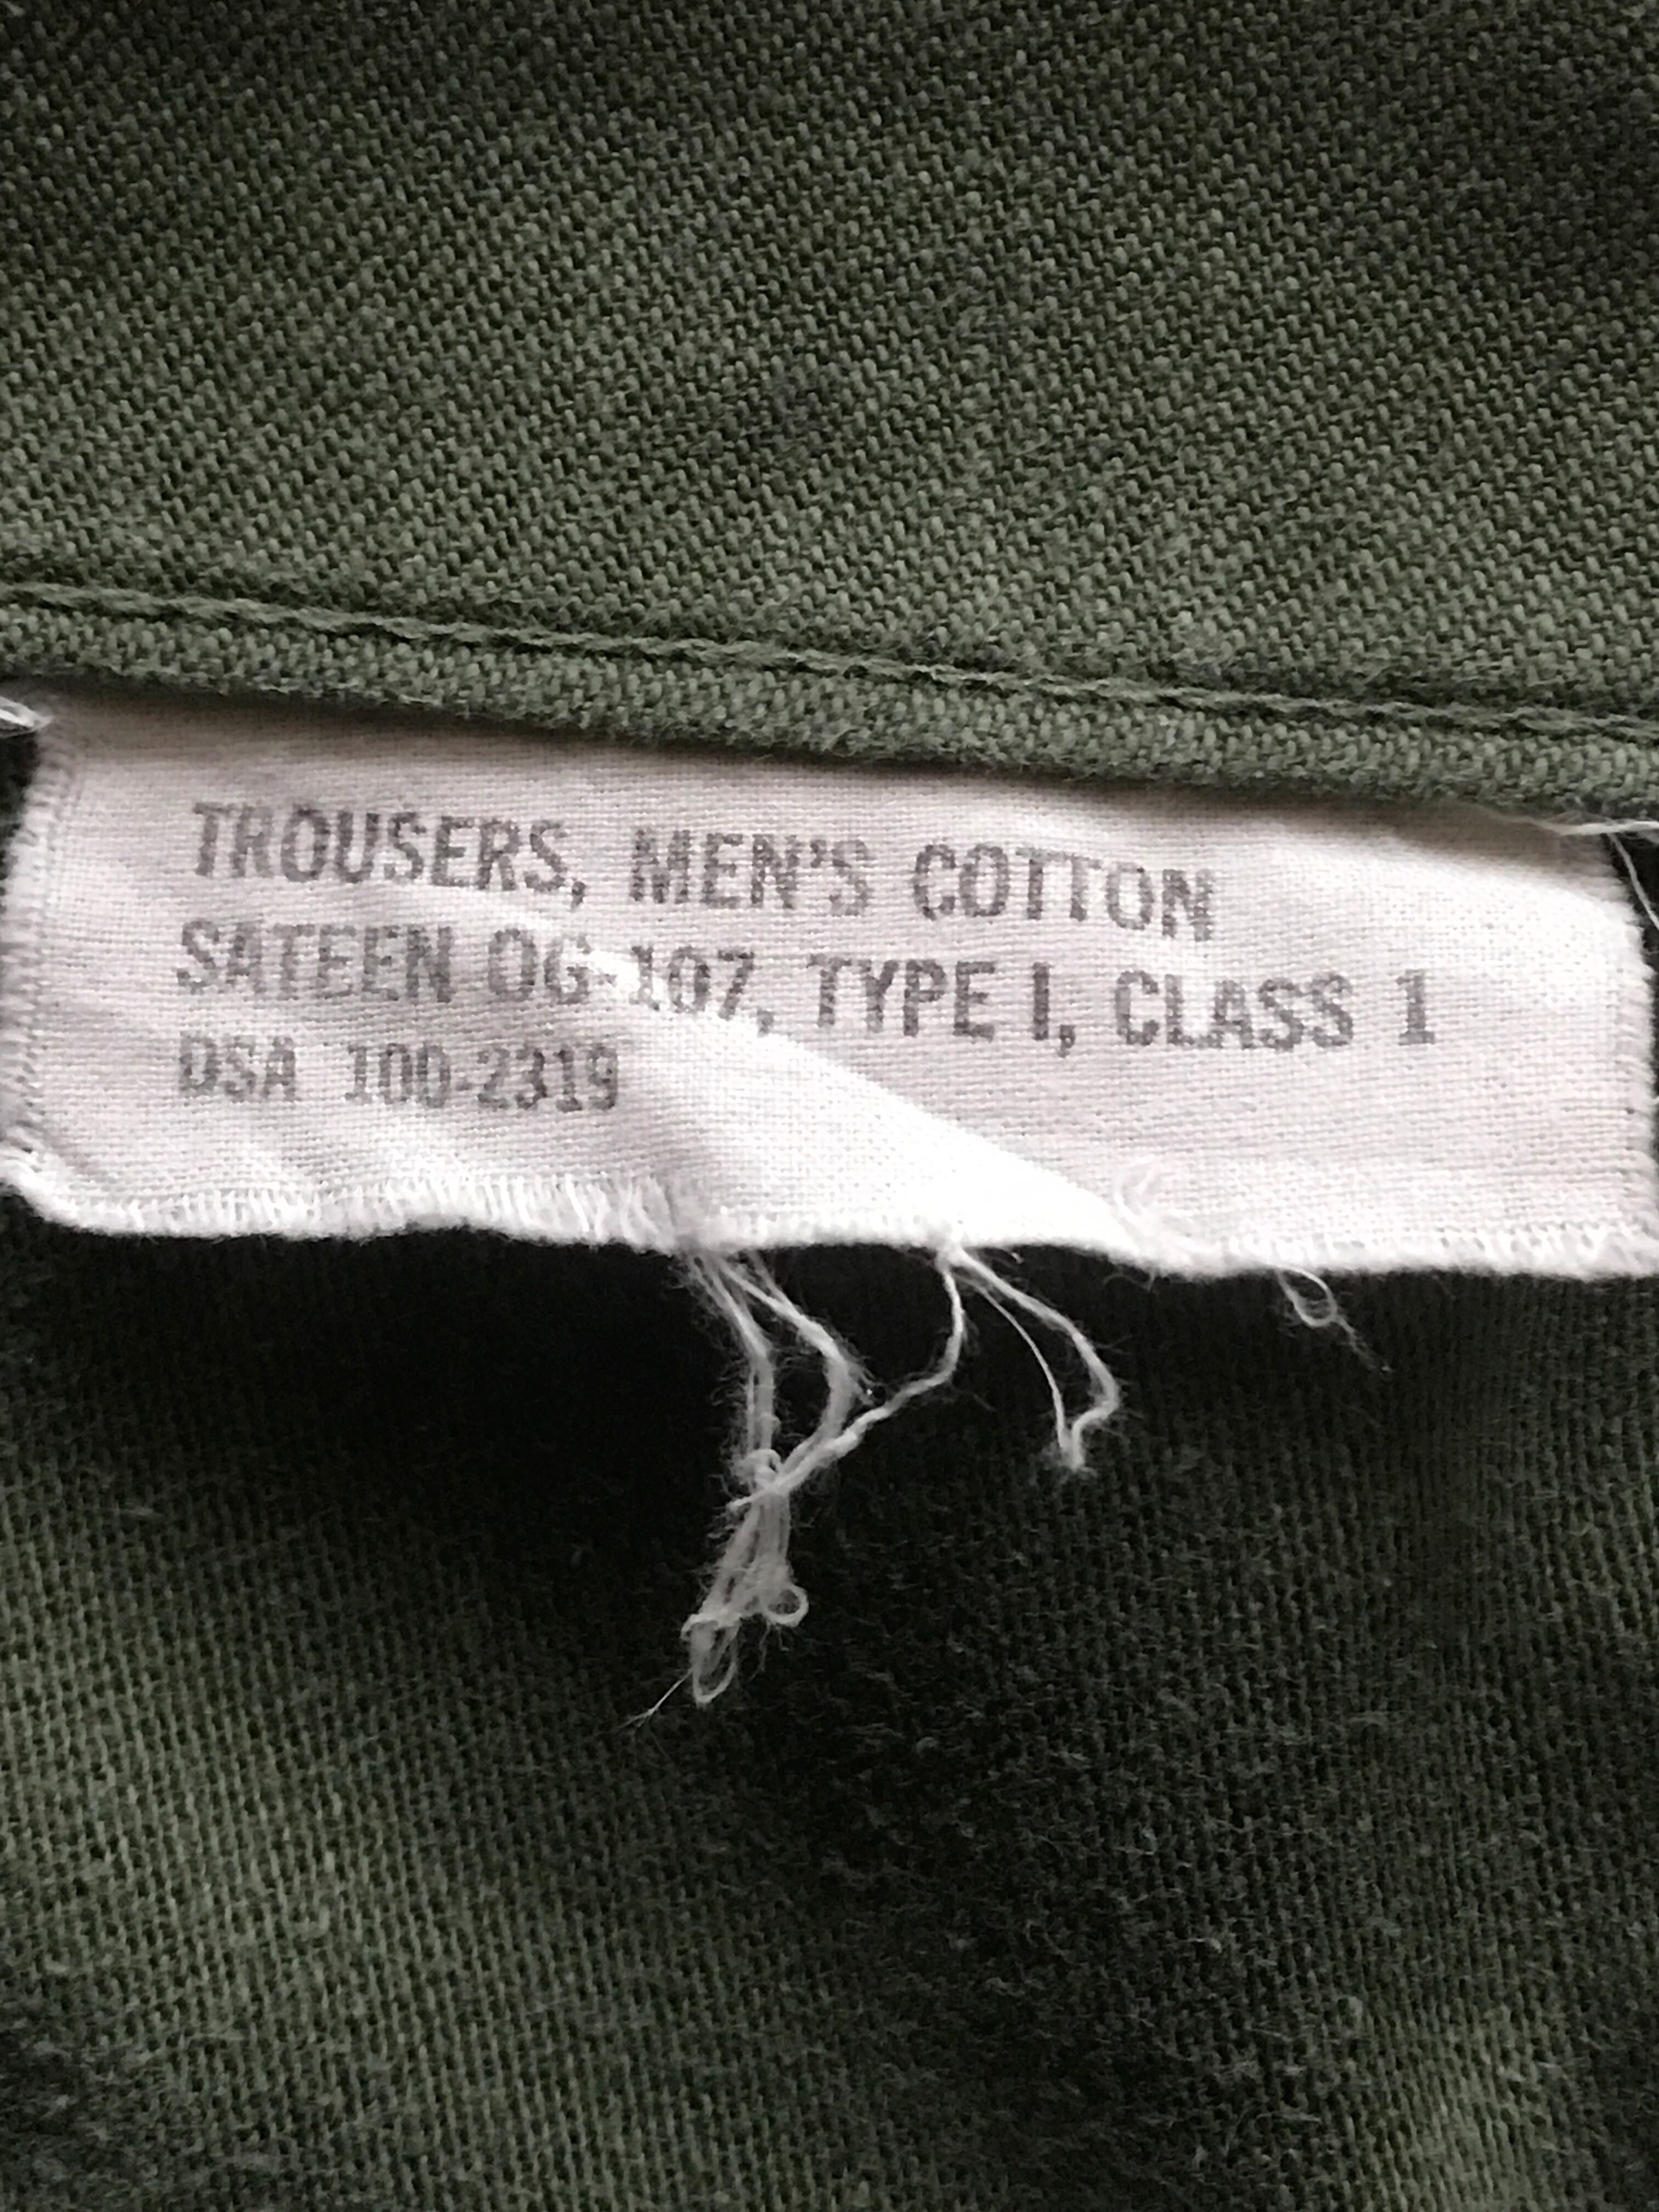 TROUSERS, MEN'S COTTON
SATEEN OG-107, TYPE I, CLASS 1
DSA 100-2319